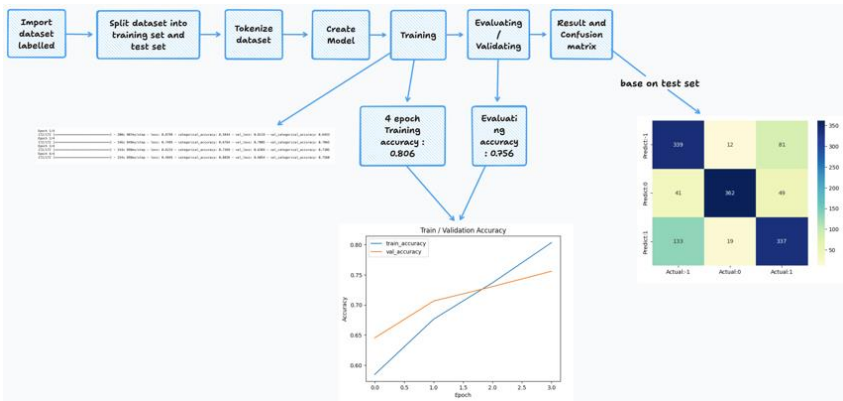 Import
dataset
labelled
Split dataset into
training set and
test set
Tokenize
dataset
Create
Model
Training
Evaluating
/
Validating
Result and
Confusion
matrix
base on test set
4 epoch
Training
accuracy :
0.806
Evaluati
ng
accuracy
: 0.756
Predict:-1
Predict:0
Predict:1
339
12
81
41
362
48
133
19
337
Actual:-1
Actual:0
Actual:1
350
300
250
200
150
100
50
Train / Validation Accuracy
train_accuracy
val_accuracy
Accuracy
0.80
0.75
0.70
0.65
0.60
0.0
0.5
1.0
1.5
2.0
2.5
3.0
Epoch